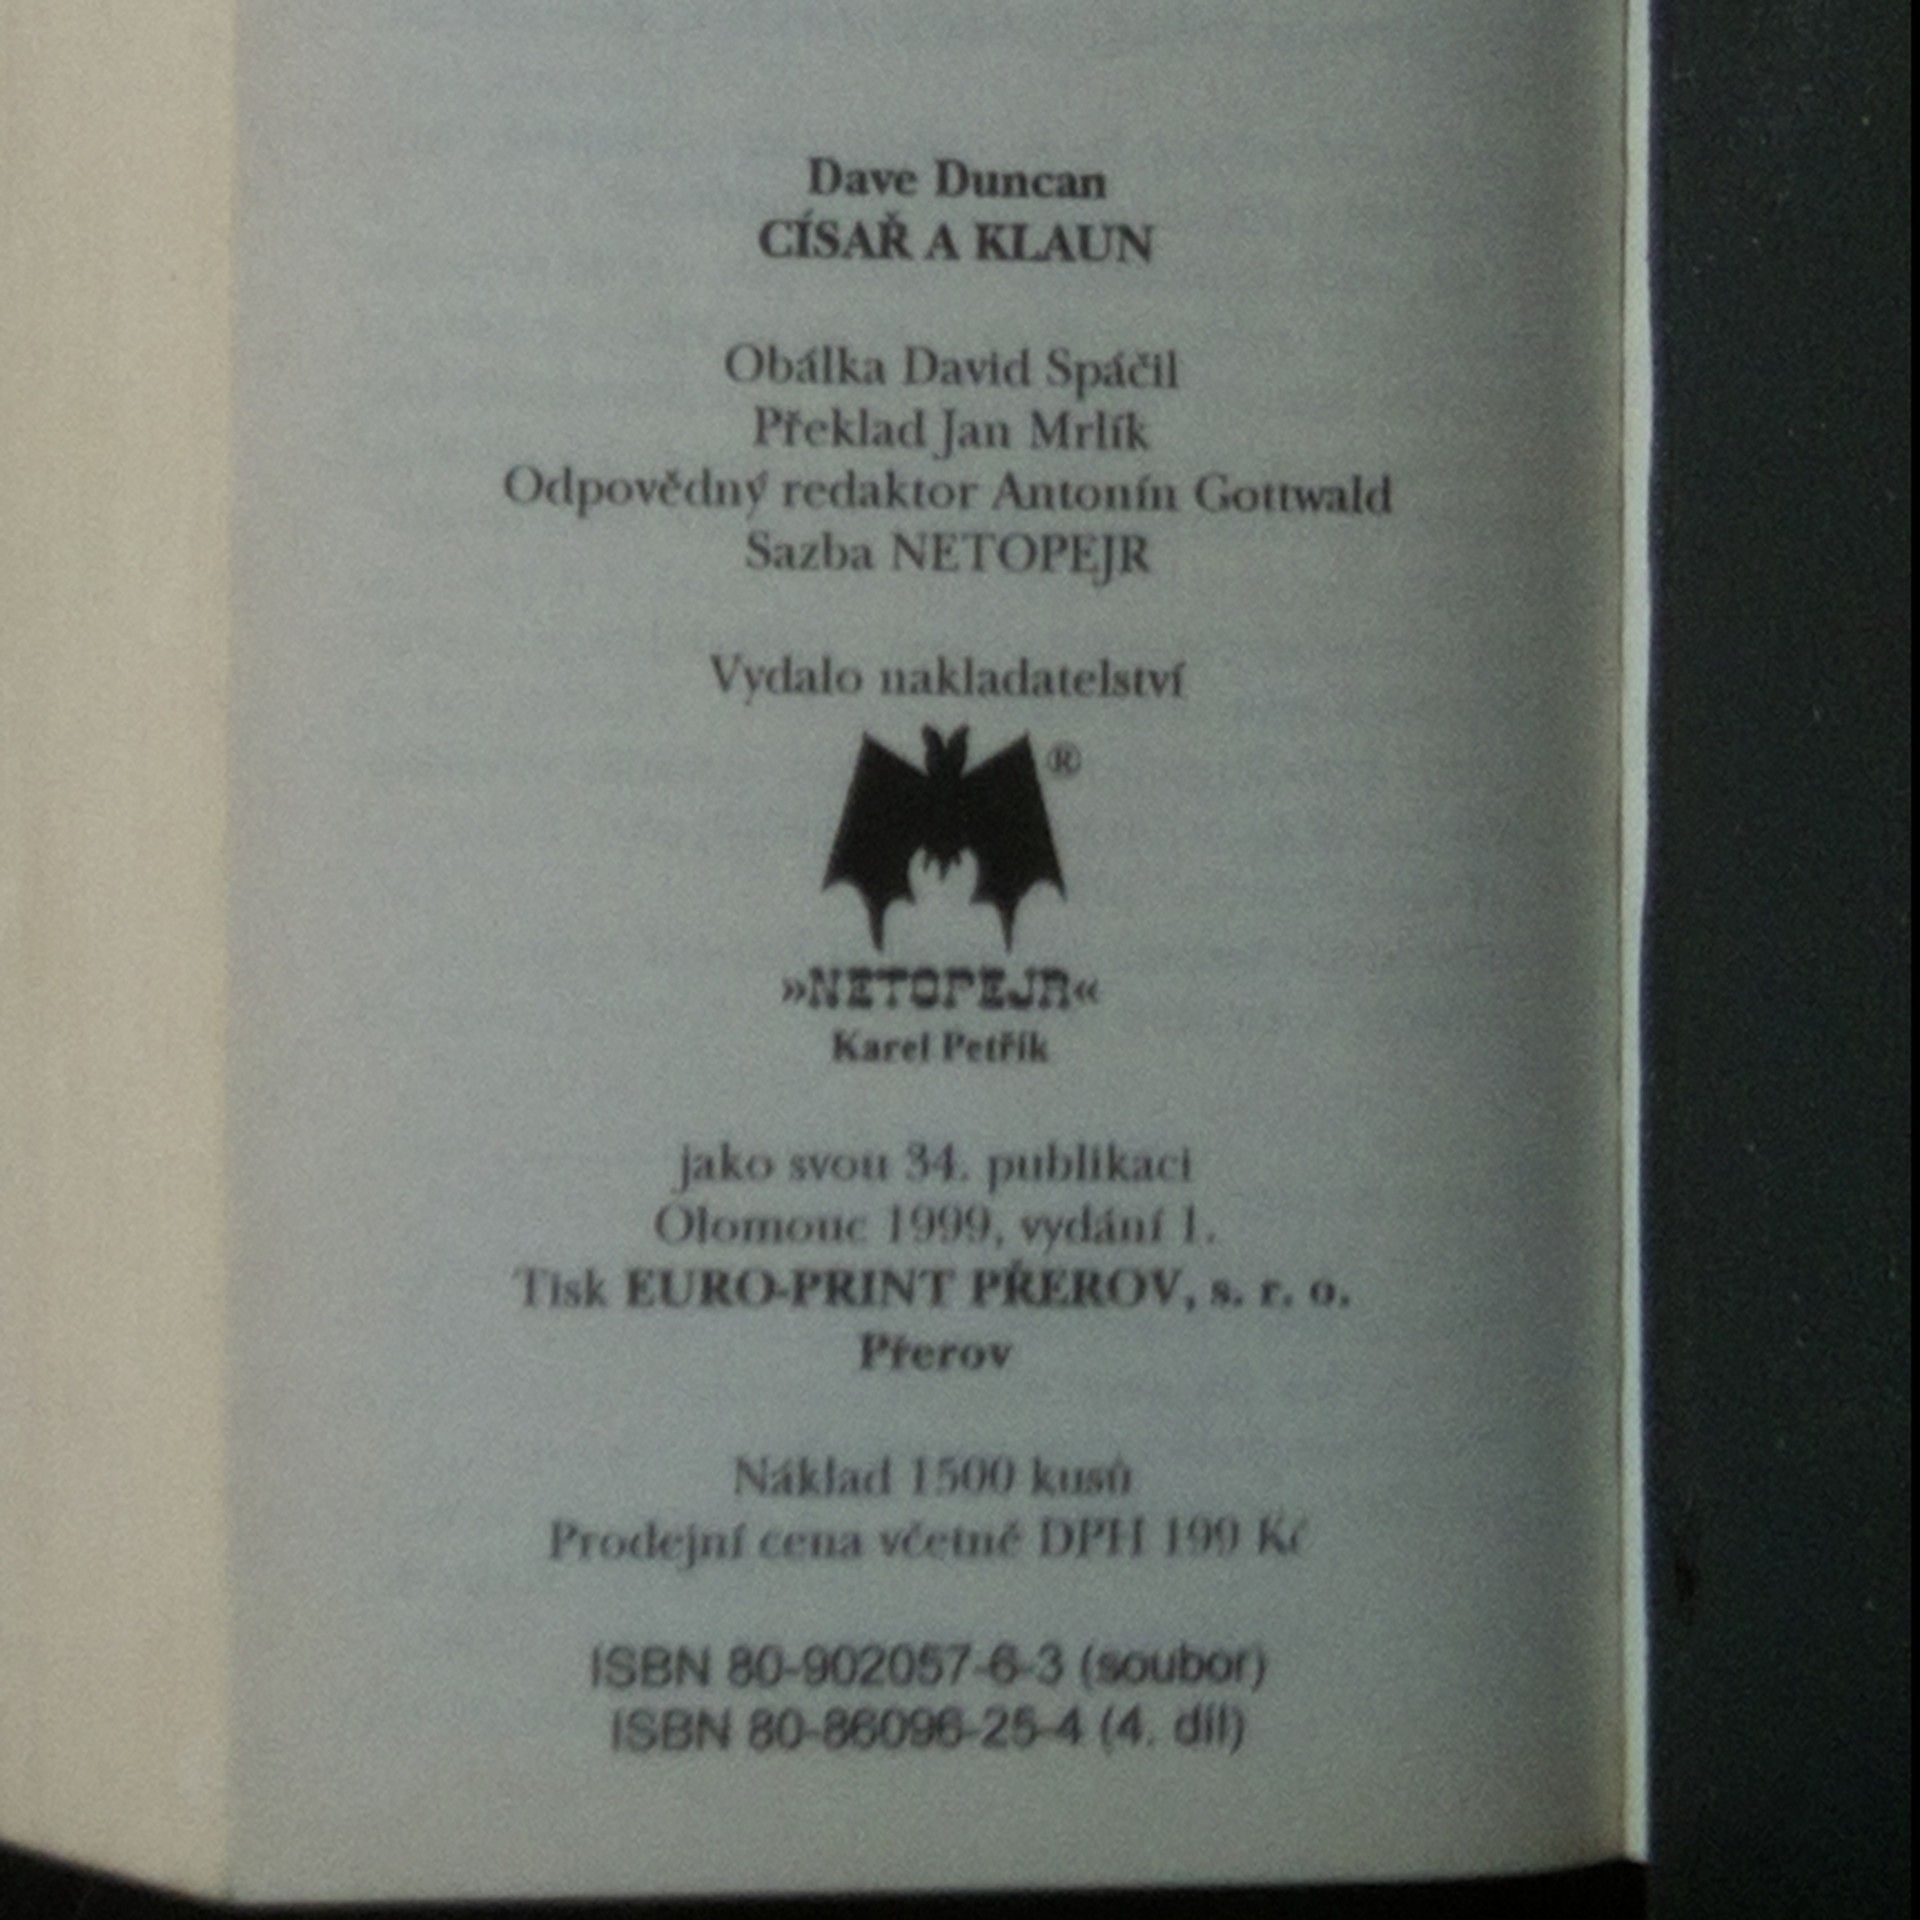 Dave Duncan
CÍSAŘ A KLAUN
Obálka David Spáčil
Překlad Jan Mrlík
Odpovědný redaktor Antonín Gottwald
Sazba NETOPEJR
Vydalo nakladatelství
®
»NETOPEJR«
Karel Petřík
jako svou 34. publikaci
Olomouc 1999, vydání 1.
Tisk EURO-PRINT PŘEROV, s. r. o.
Přerov
Náklad 1500 kusů
Prodejní cena včetně DPH 199 Kč
ISBN 80-902057-6-3 (soubor)
ISBN 80-86096-25-4 (4. díl)